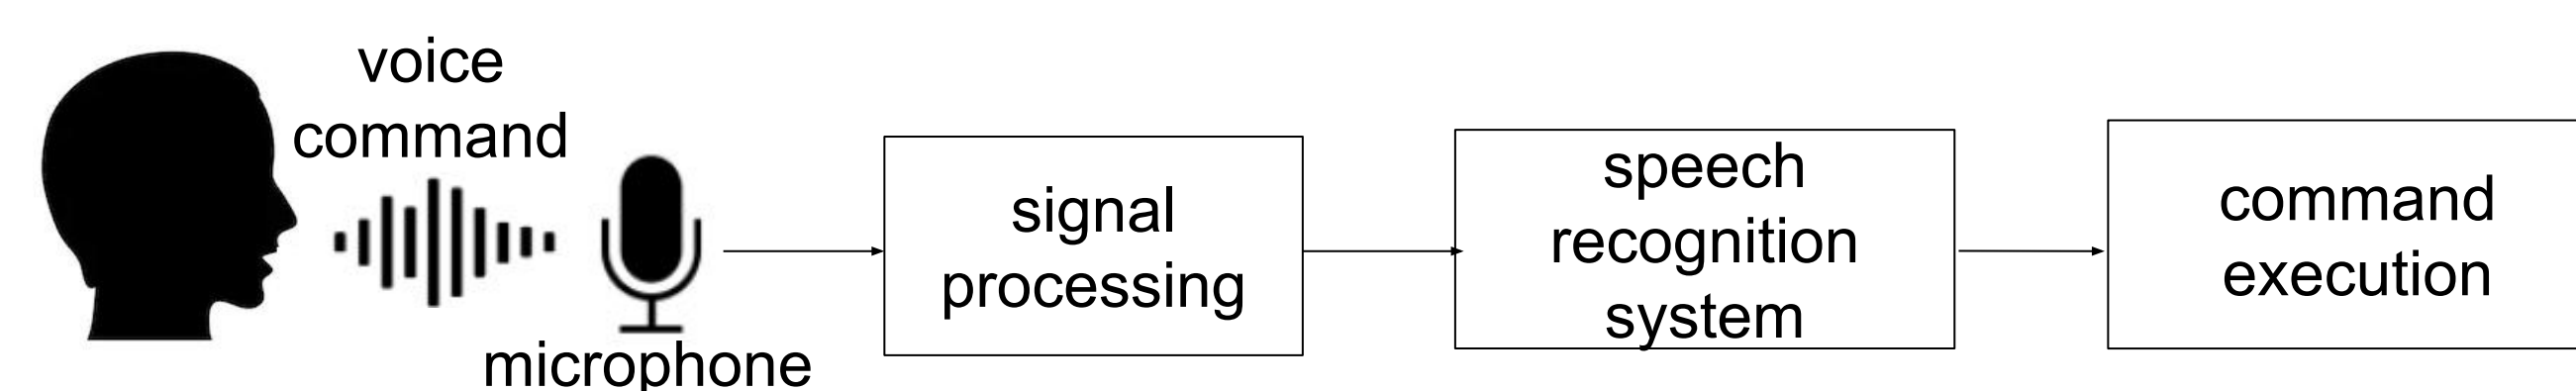 voice
command
microphone
signal
processing
speech
recognition
system
command
execution